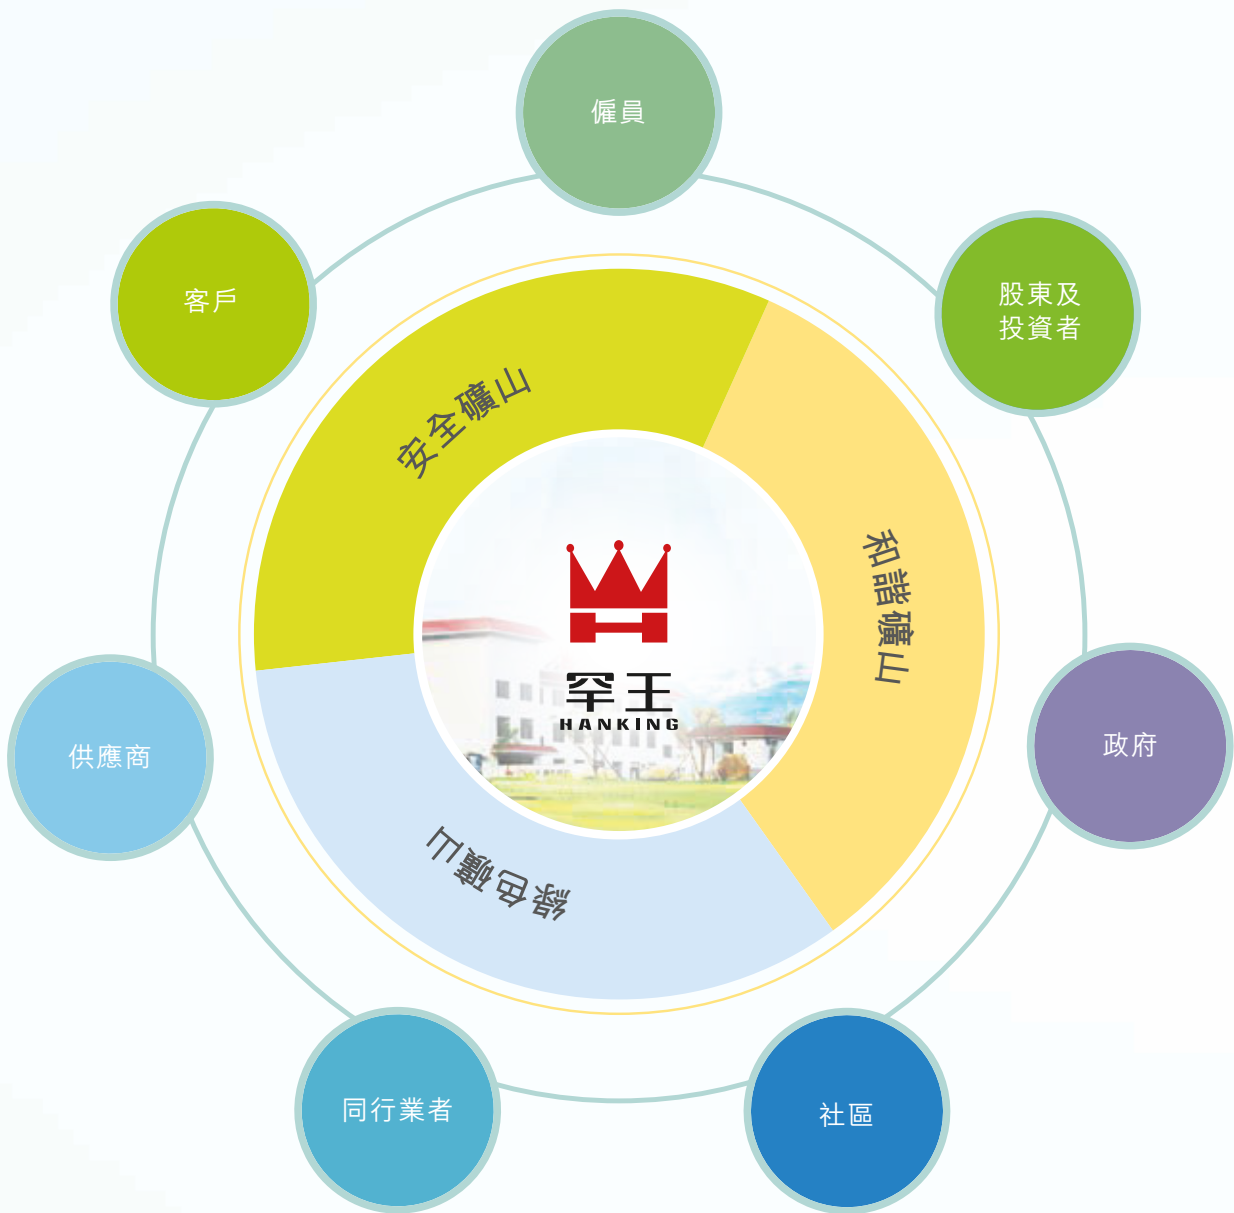 僱員
客戶
股東及
投資者
安全礦山
和諧礦山
罕王
HANKING
供應商
政府
綠色礦山
同行業者
社區